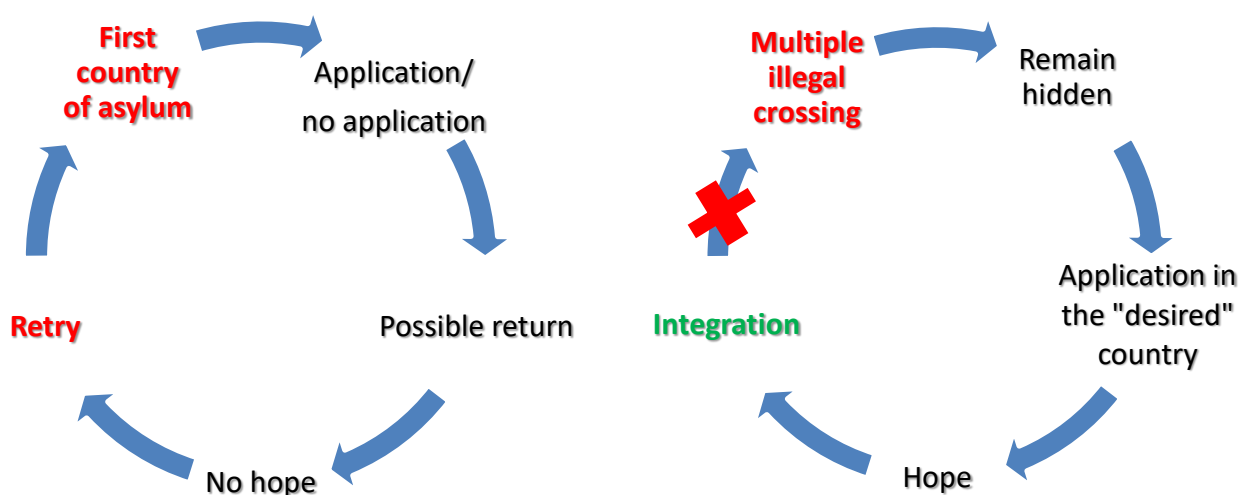 First
country
of asylum
Application/
no application
Possible return
No hope
Retry
Multiple
illegal
crossing
Remain
hidden
Application in
the "desired"
country
Hope
Integration